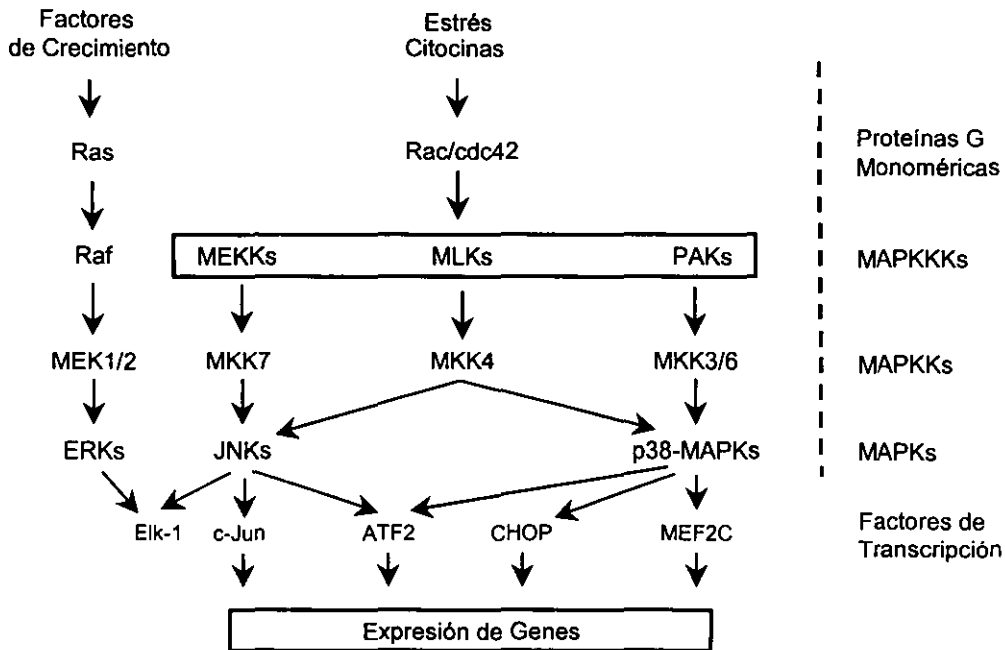 Factores
de Crecimiento
Estrés
Citocinas
Ras
Rac/cdc42
Proteínas G
Monoméricas
Raf
MEKKs
MLKs
PAKs
MAPKKKs
MEK1/2
MKK7
MKK4
MKK3/6
MAPKKs
ERKs
JNKs
p38-MAPKs
MAPKs
Elk-1
c-Jun
ATF2
CHOP
MEF2C
Factores de
Transcripción
Expresión de Genes